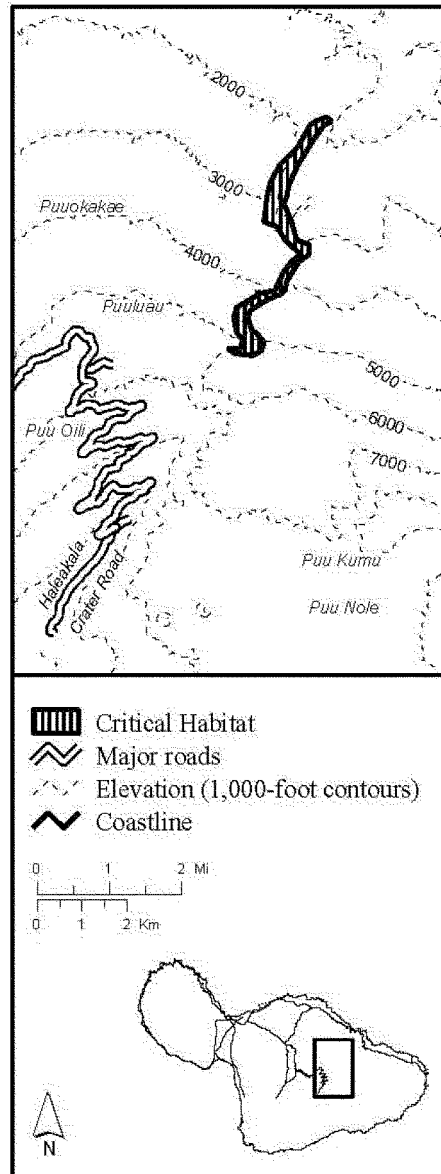 2000
3000
Puuokakae
4000
Puuluau
5000
Puu Oili
6000
7000
Haleakala
Crater Road
Puu Kumu
Puu Nole
Critical Habitat
Major roads
Elevation (1,000-foot contours)
Coastline
0 1 2 Mi
0 1 2 Km
N